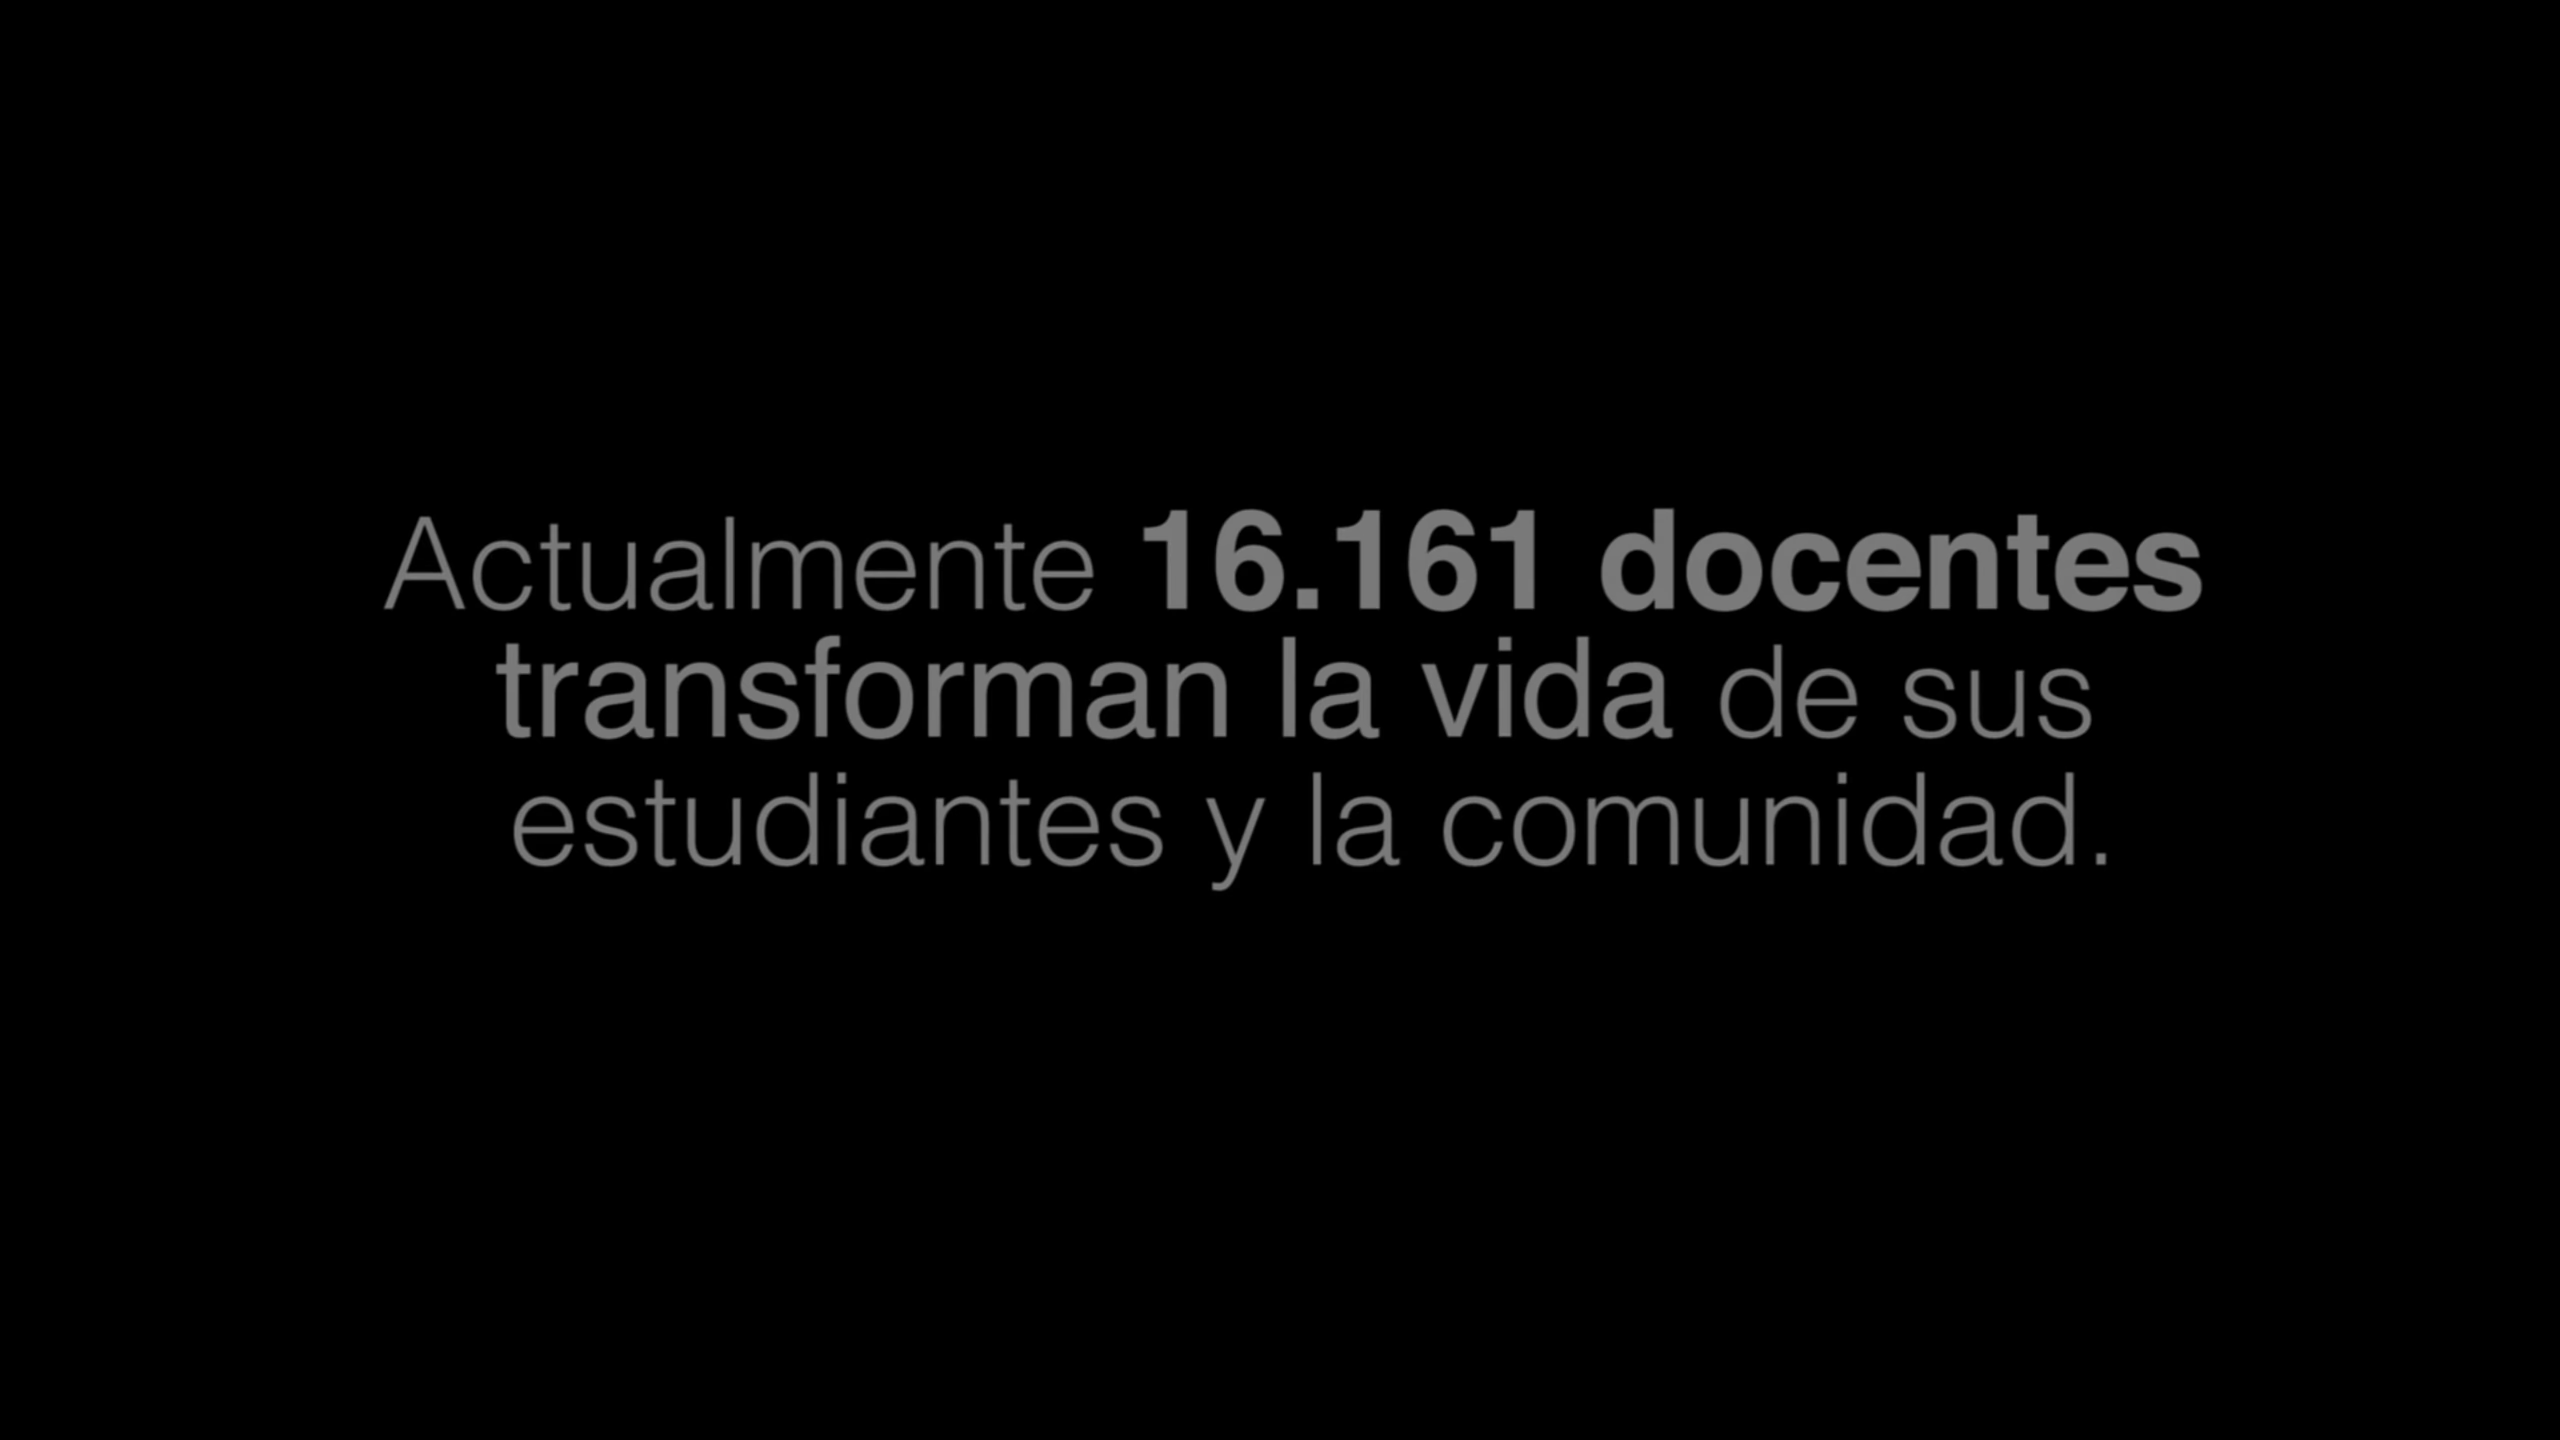 Actualmente 16.161 docentes
transforman la vida de sus
estudiantes y la comunidad.